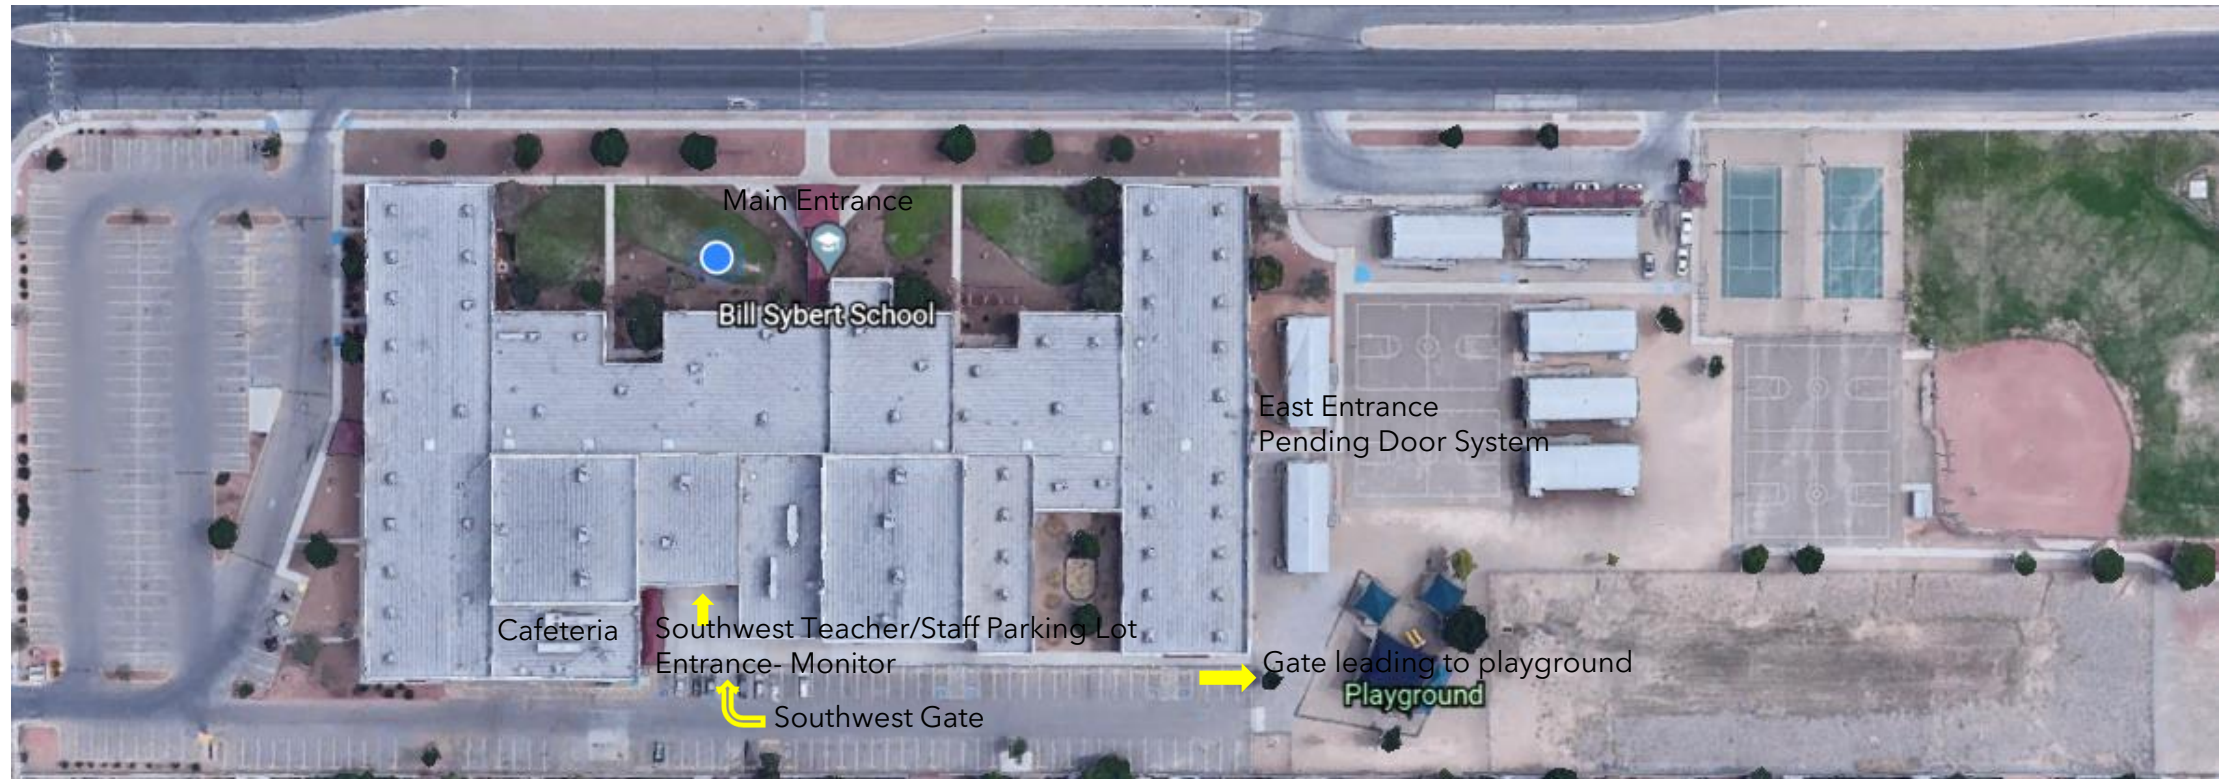 Main Entrance
Bill Sybert School
East Entrance
Pending Door System
Cafeteria
Southwest Teacher/Staff Parking Lot
Entrance- Monitor
Gate leading to playground
Playground
Southwest Gate